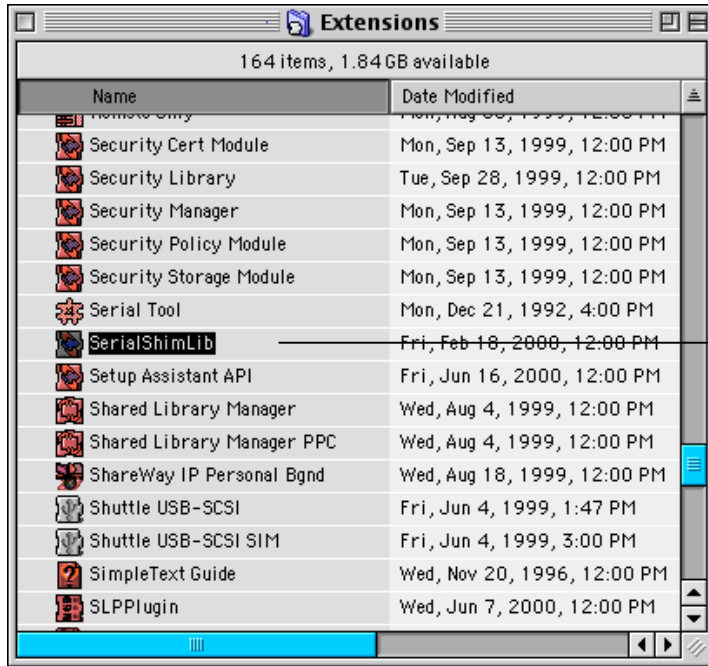 Extensions
164 items, 1.84 GB available
Name Date Modified
Security Cert Module Mon, Sep 13, 1999, 12:00 PM
Security Library Tue, Sep 28, 1999, 12:00 PM
Security Manager Mon, Sep 13, 1999, 12:00 PM
Security Policy Module Mon, Sep 13, 1999, 12:00 PM
Security Storage Module Mon, Sep 13, 1999, 12:00 PM
Serial Tool Mon, Dec 21, 1992, 4:00 PM
SerialShimLib Fri, Feb 18, 2000, 12:00 PM
Setup Assistant API Fri, Jun 16, 2000, 12:00 PM
Shared Library Manager Wed, Aug 4, 1999, 12:00 PM
Shared Library Manager PPC Wed, Aug 4, 1999, 12:00 PM
ShareWay IP Personal Bgnd Wed, Aug 18, 1999, 12:00 PM
Shuttle USB-SCSI Fri, Jun 4, 1999, 1:47 PM
Shuttle USB-SCSI SIM Fri, Jun 4, 1999, 3:00 PM
SimpleText Guide Wed, Nov 20, 1996, 12:00 PM
SLPPlugin Wed, Jun 7, 2000, 12:00 PM